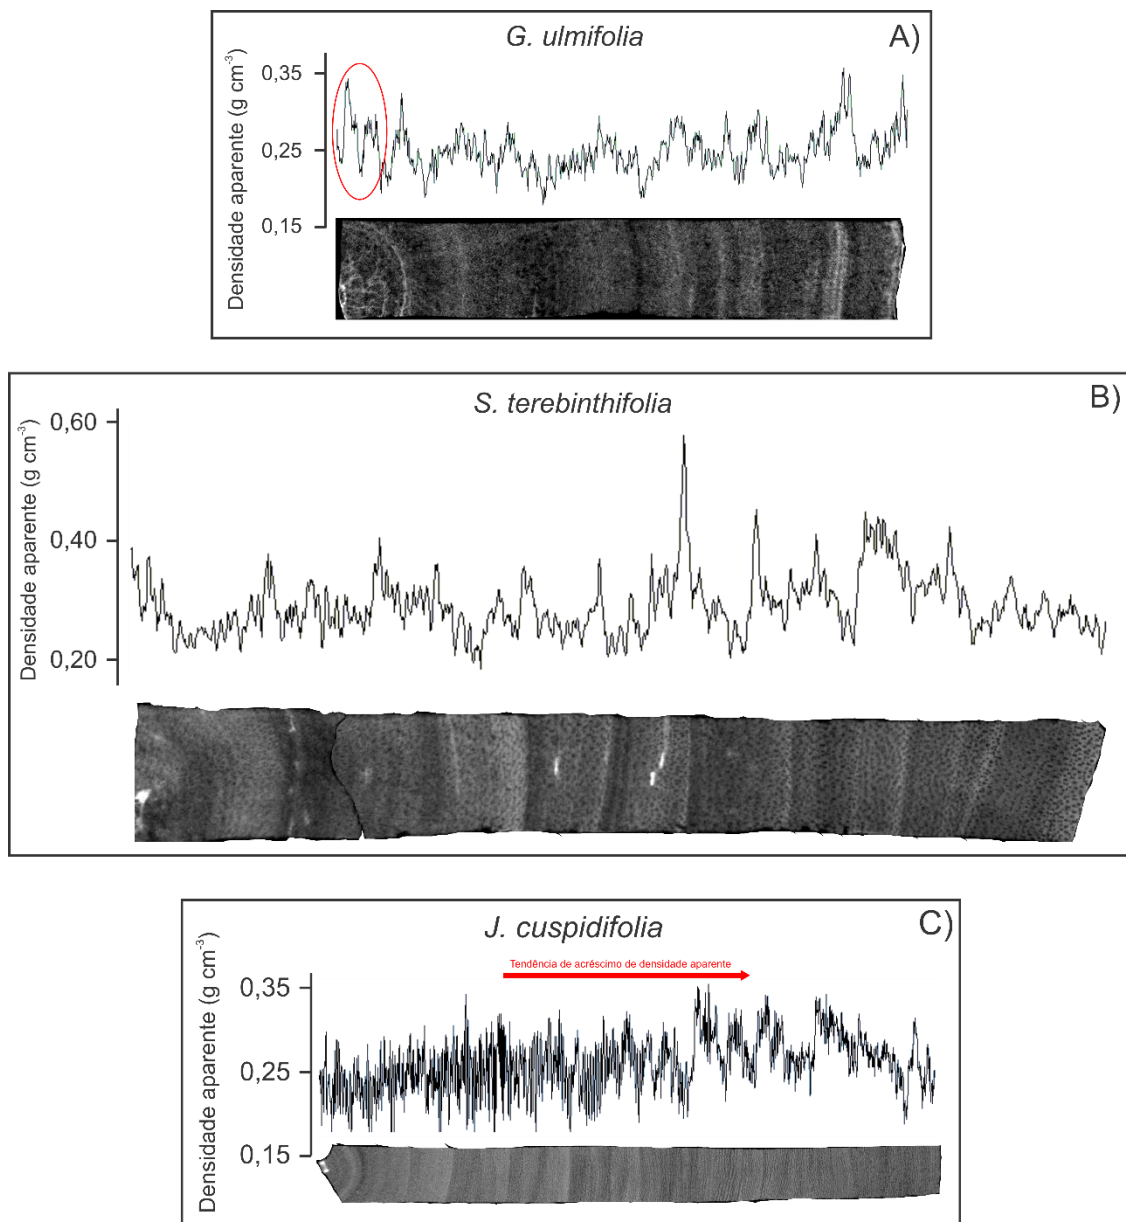 G. ulmifolia
A)
Densidade aparente (g cm⁻³)
0,35
0,25
0,15
S. terebinthifolia
B)
Densidade aparente (g cm⁻³)
0,60
0,40
0,20
J. cuspidifolia
C)
Tendência de acréscimo de densidade aparente
Densidade aparente (g cm⁻³)
0,35
0,25
0,15